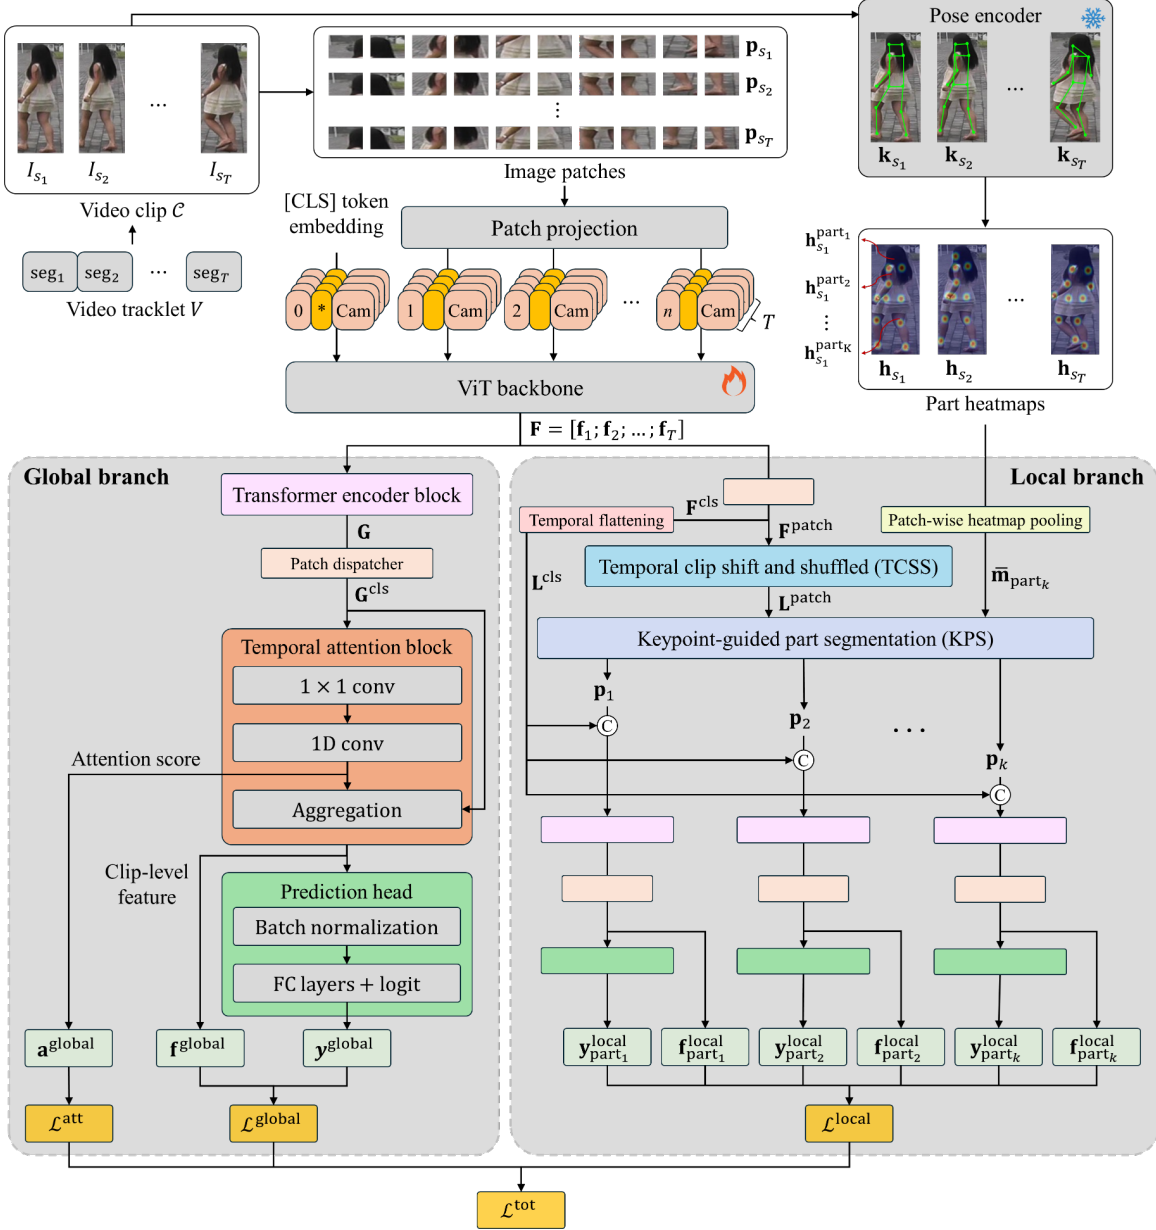 Pose encoder
𝐩_{s_1}
𝐩_{s_2}
⋮
𝐩_{s_T}
...
...
I_{s_1} I_{s_2} I_{s_T}
𝐤_{s_1} 𝐤_{s_2} 𝐤_{s_T}
Image patches
Video clip 𝒞
[CLS] token
embedding
Patch projection
seg_1 seg_2 ... seg_T
Video tracklet V
𝐡_{s_1}^{part_1}
𝐡_{s_1}^{part_2}
⋮
𝐡_{s_1}^{part_K}
...
0 * Cam 1 Cam 2 Cam ... n Cam T
𝐡_{s_1} 𝐡_{s_2} 𝐡_{s_T}
ViT backbone
Part heatmaps
𝐅 = [𝐟_1; 𝐟_2; …; 𝐟_T]
Global branch
Transformer encoder block
𝐆
Patch dispatcher
𝐆^{cls}
Temporal attention block
1 × 1 conv
1D conv
Attention score
Aggregation
Clip-level
feature
Prediction head
Batch normalization
FC layers + logit
𝐚^{global} 𝐟^{global} 𝒚^{global}
ℒ^{att} ℒ^{global}
Local branch
𝐅^{cls}
Temporal flattening
Patch-wise heatmap pooling
𝐅^{patch}
Temporal clip shift and shuffled (TCSS)
𝐋^{cls}
𝐦̄_{part_k}
𝐋^{patch}
Keypoint-guided part segmentation (KPS)
𝐩_1
𝐩_2
...
𝐩_k
C
C
C
𝐲_{part_1}^{local} 𝐟_{part_1}^{local} 𝐲_{part_2}^{local} 𝐟_{part_2}^{local} 𝐲_{part_k}^{local} 𝐟_{part_k}^{local}
ℒ^{local}
ℒ^{tot}